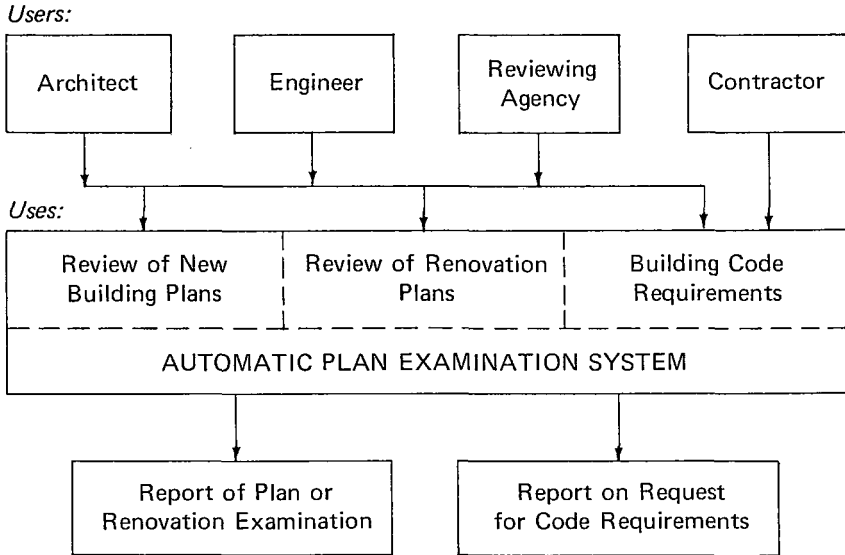 Users:
Architect
Engineer
Reviewing
Agency
Contractor
Uses:
Review of New
Building Plans
Review of Renovation
Plans
Building Code
Requirements
AUTOMATIC PLAN EXAMINATION SYSTEM
Report of Plan or
Renovation Examination
Report on Request
for Code Requirements